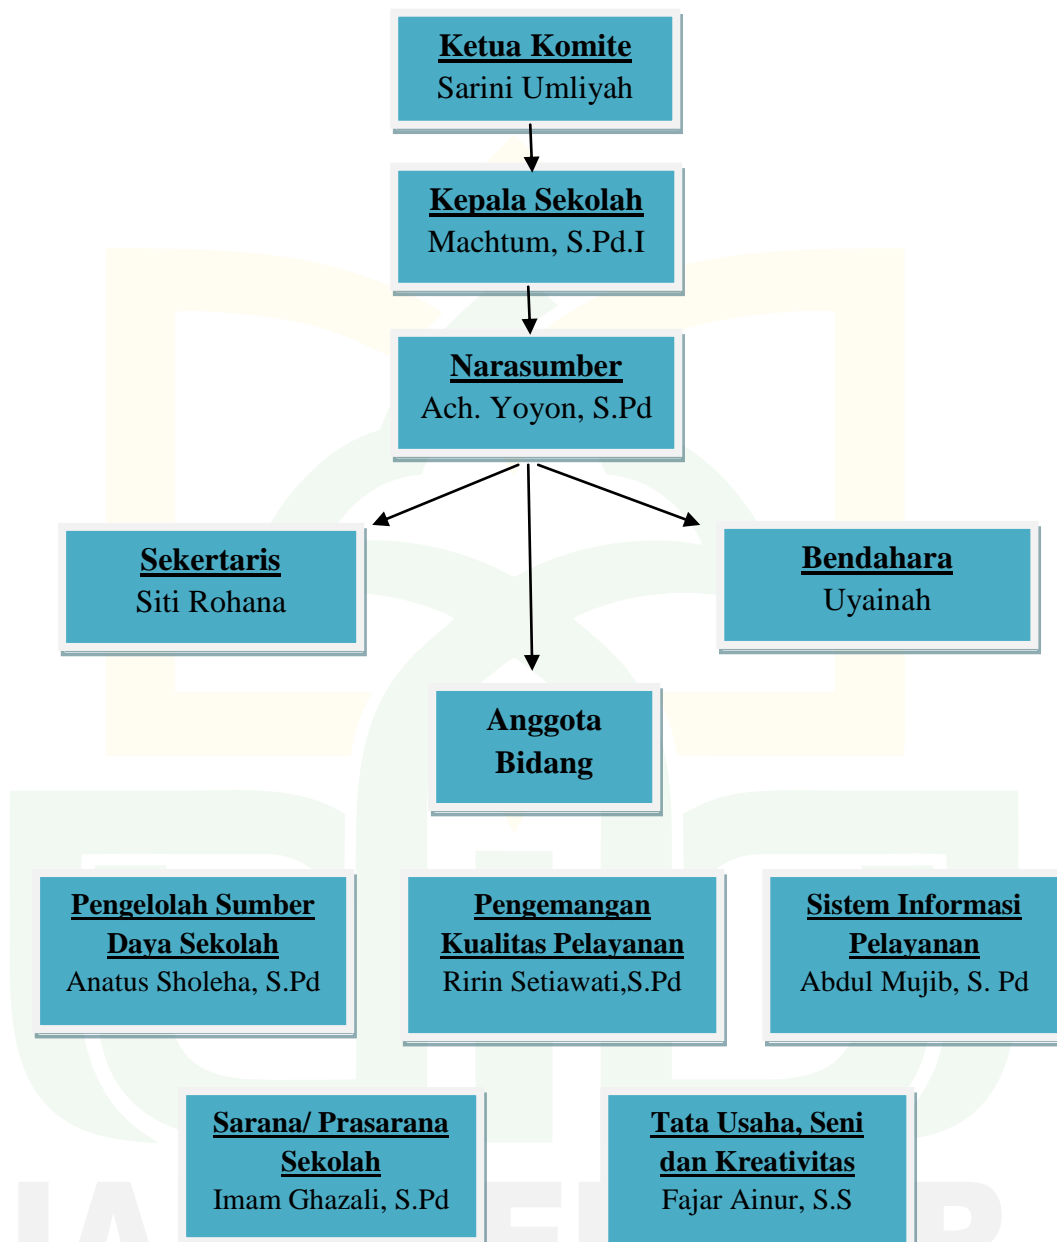 Ketua Komite
Sarini Umliyah
Kepala Sekolah
Machtum, S.Pd.I
Narasumber
Ach. Yoyon, S.Pd
Sekertaris
Siti Rohana
Bendahara
Uyainah
Anggota
Bidang
Pengelolah Sumber
Daya Sekolah
Anatus Sholeha, S.Pd
Pengemangan
Kualitas Pelayanan
Ririn Setiawati,S.Pd
Sistem Informasi
Pelayanan
Abdul Mujib, S. Pd
Sarana/ Prasarana
Sekolah
Imam Ghazali, S.Pd
Tata Usaha, Seni
dan Kreativitas
Fajar Ainur, S.S